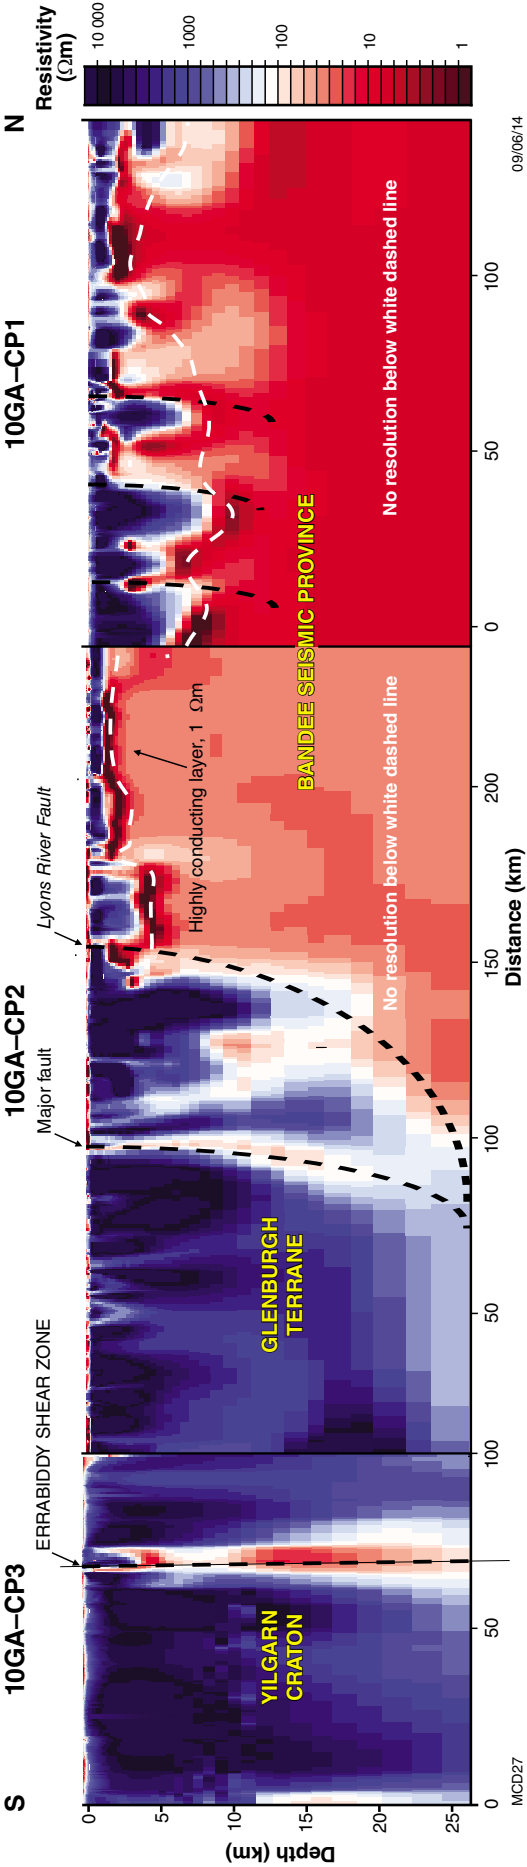 S
10GA–CP3
10GA–CP2
10GA–CP1
N
Resistivity
(Ωm)
ERRABIDDY SHEAR ZONE
Major fault
Lyons River Fault
10 000
1000
100
10
1
YILGARN
CRATON
GLENBURGH
TERRANE
BANDEE SEISMIC PROVINCE
Highly conducting layer, 1 Ωm
No resolution below white dashed line
No resolution below white dashed line
Depth (km)
0
5
10
15
20
25
0
50
100
50
100
150
200
0
50
100
Distance (km)
MCD27
09/06/14